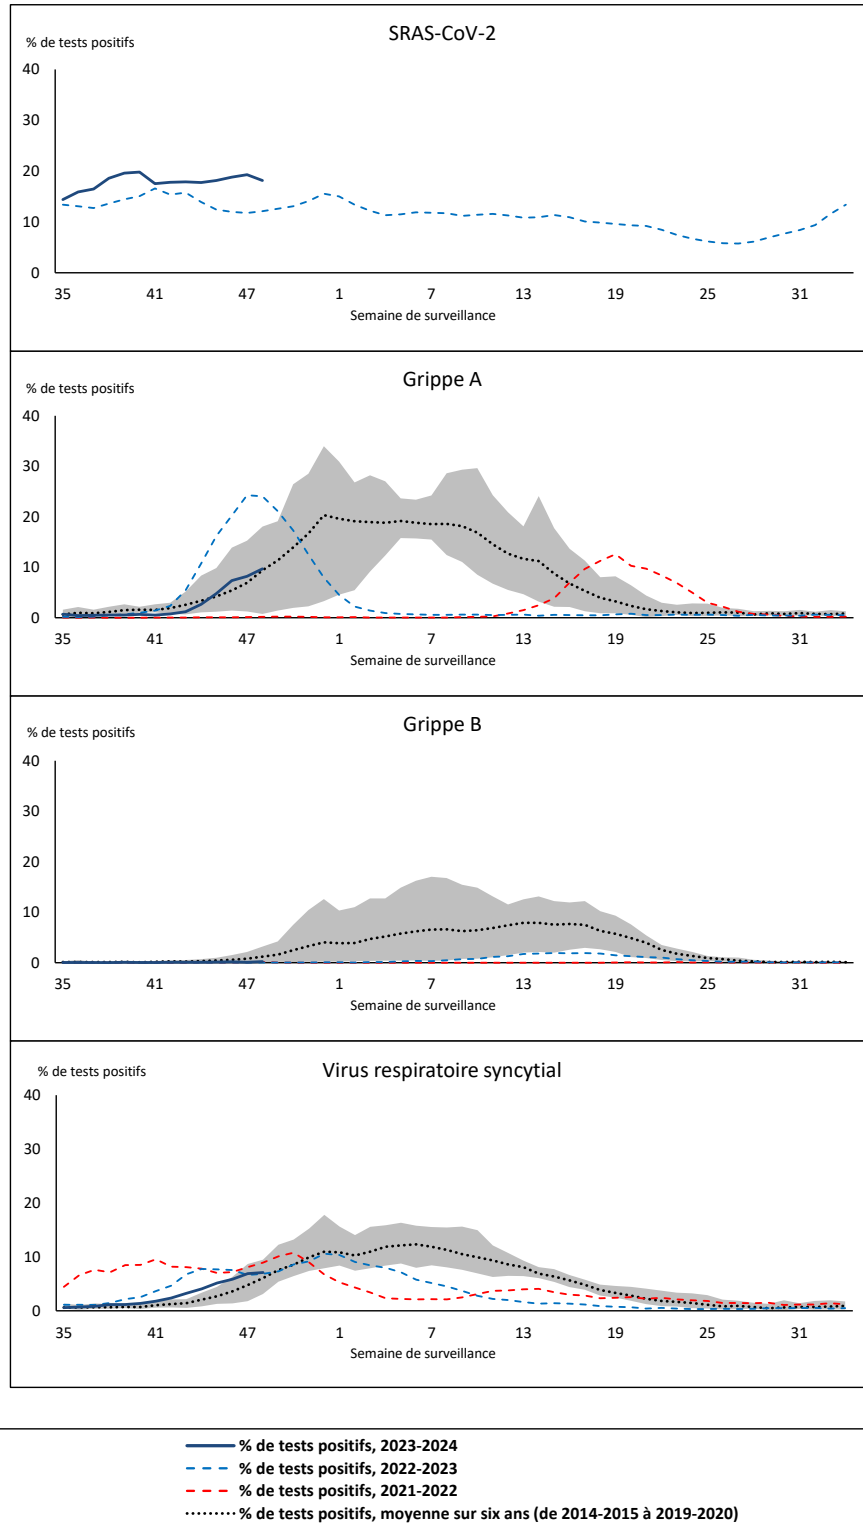 SRAS-CoV-2
% de tests positifs
40
30
20
10
0
35 41 47 1 7 13 19 25 31
Semaine de surveillance
Grippe A
% de tests positifs
40
30
20
10
0
35 41 47 1 7 13 19 25 31
Semaine de surveillance
Grippe B
% de tests positifs
40
30
20
10
0
35 41 47 1 7 13 19 25 31
Semaine de surveillance
Virus respiratoire syncytial
% de tests positifs
40
30
20
10
0
35 41 47 1 7 13 19 25 31
Semaine de surveillance
% de tests positifs, 2023-2024
% de tests positifs, 2022-2023
% de tests positifs, 2021-2022
% de tests positifs, moyenne sur six ans (de 2014-2015 à 2019-2020)